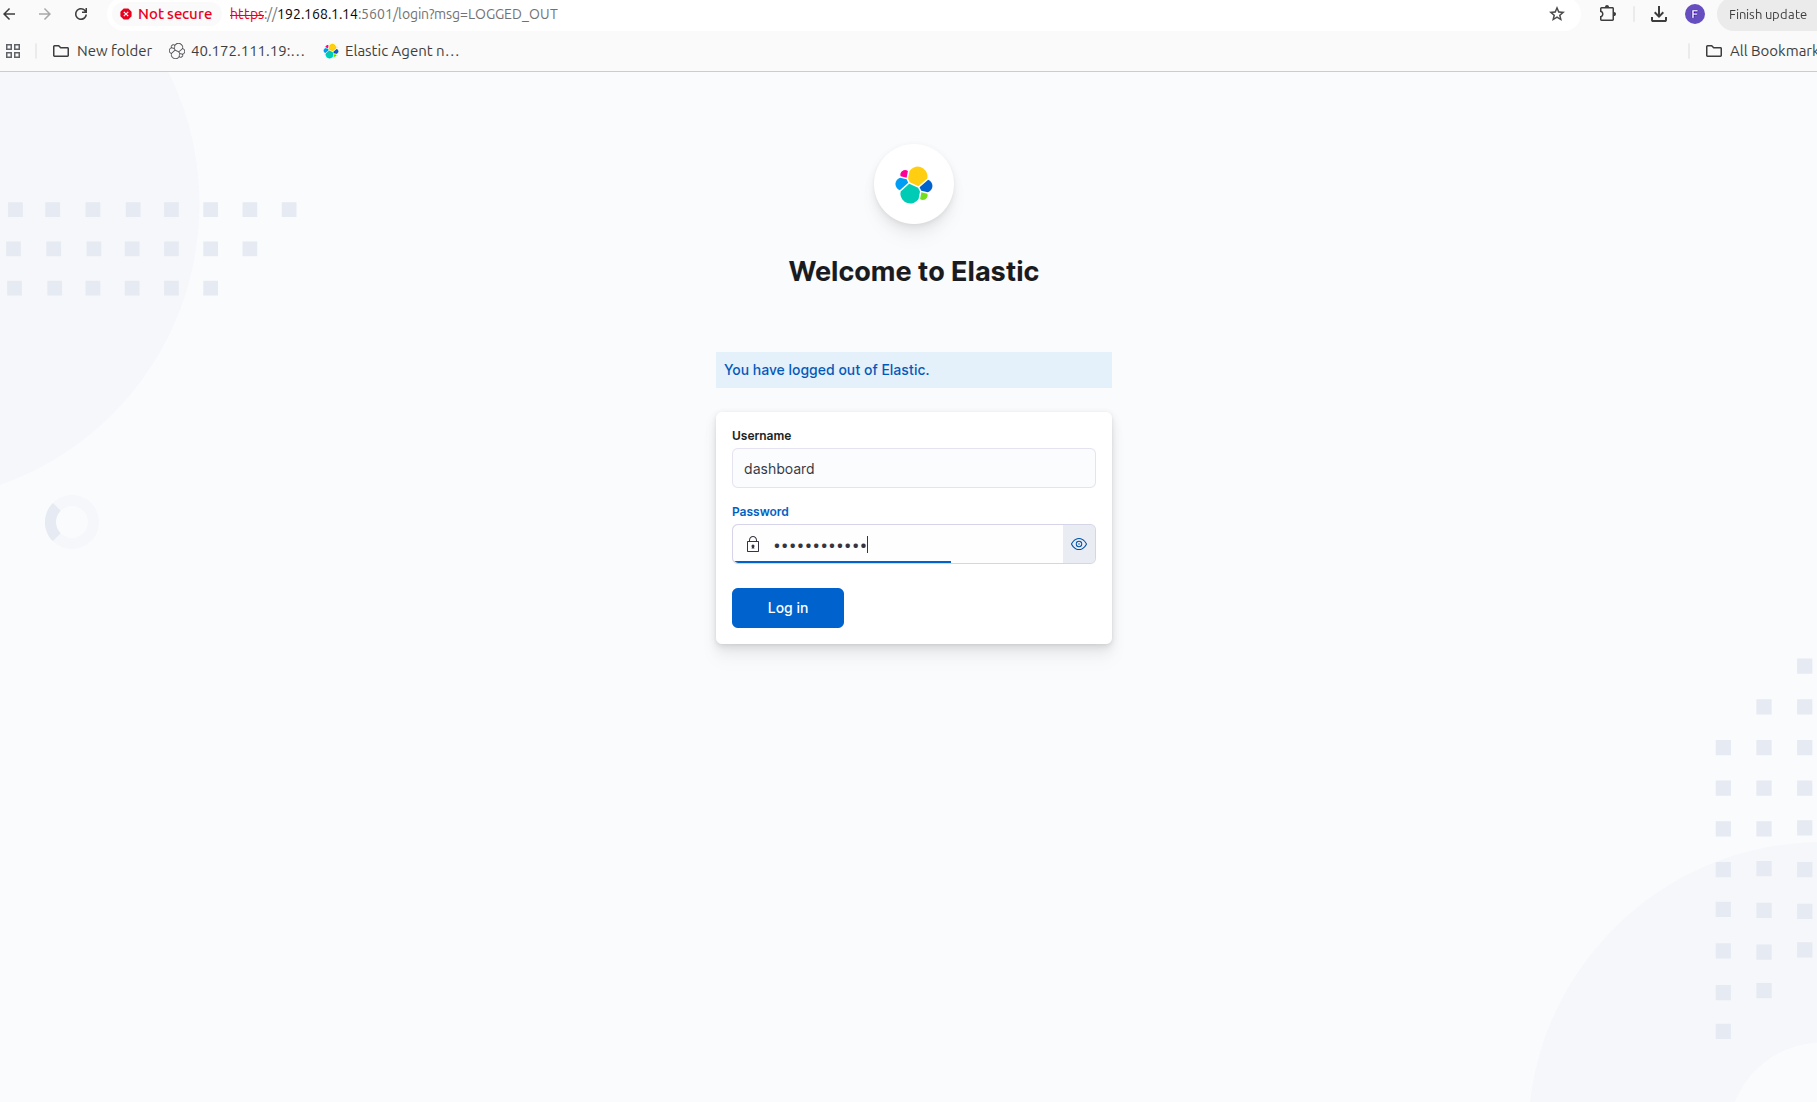 Not secure https://192.168.1.14:5601/login?msg=LOGGED_OUT F Finish update
New folder 40.172.111.19:... Elastic Agent n... All Bookmark
Welcome to Elastic
You have logged out of Elastic.
Username
dashboard
Password
••••••••••••
Log in